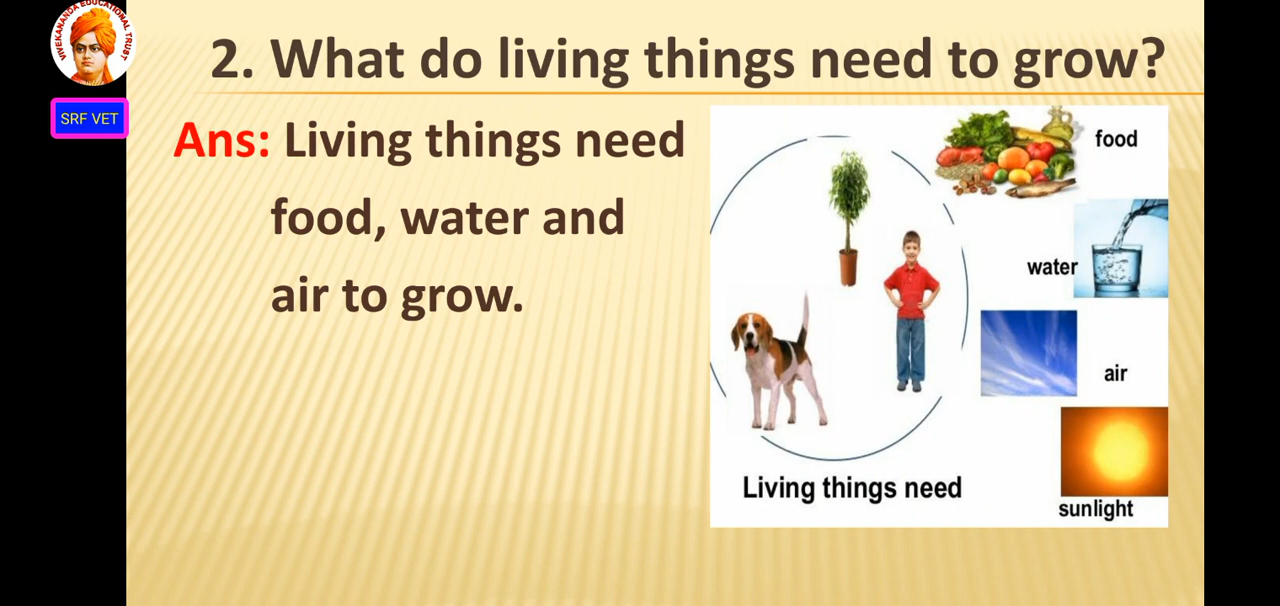 VIVEKANANDA EDUCATIONAL TRUST
SRF VET
2. What do living things need to grow?
Ans: Living things need
food, water and
air to grow.
food
water
air
sunlight
Living things need